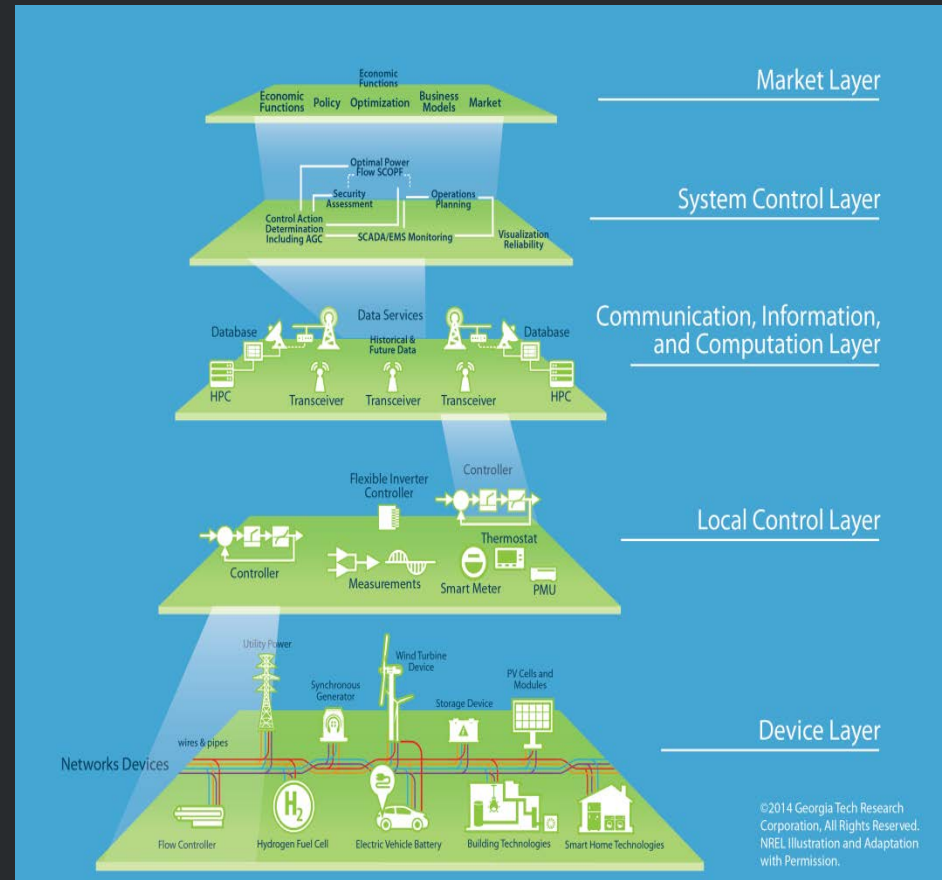 Economic
Functions
Economic
Functions
Policy
Optimization
Business
Models
Market
Market Layer
Optimal Power
Flow SCOPF
Security
Assessment
Operations
Planning
Control Action
Determination
Including AGC
SCADA/EMS Monitoring
Visualization
Reliability
System Control Layer
Data Services
Database
Historical &
Future Data
Database
HPC
Transceiver
Transceiver
Transceiver
HPC
Communication, Information,
and Computation Layer
Flexible Inverter
Controller
Controller
Controller
Measurements
Thermostat
Smart Meter
PMU
Local Control Layer
Utility Power
Synchronous
Generator
Wind Turbine
Device
Storage Device
PV Cells and
Modules
wires & pipes
Networks Devices
H2
Flow Controller
Hydrogen Fuel Cell
Electric Vehicle Battery
Building Technologies
Smart Home Technologies
Device Layer
©2014 Georgia Tech Research
Corporation, All Rights Reserved.
NREL Illustration and Adaptation
with Permission.